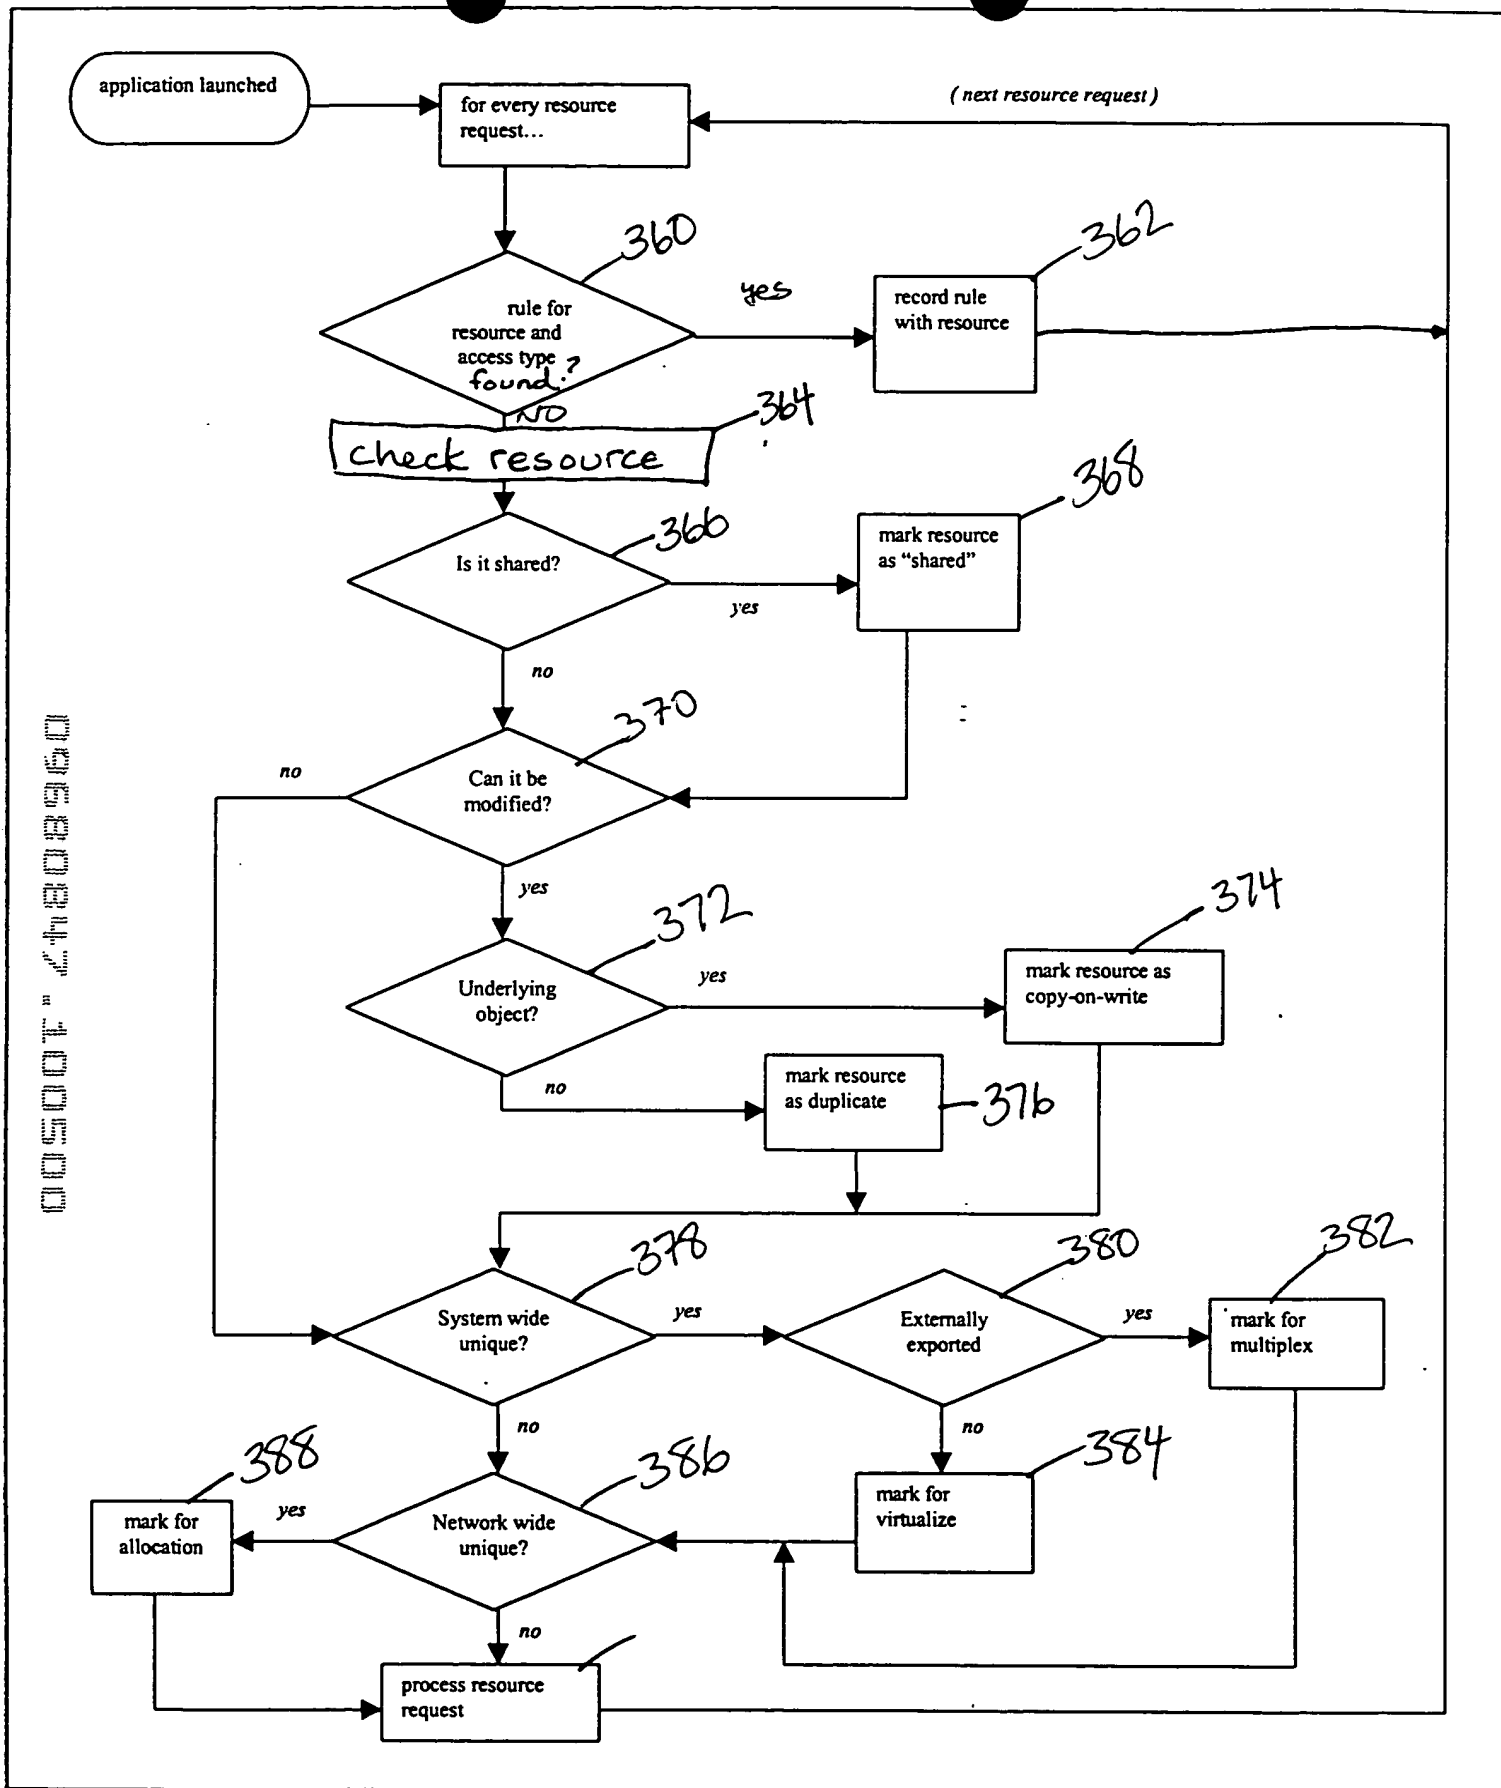 application launched
for every resource
request...
( next resource request )
360
362
rule for
resource and
access type
found?
yes
record rule
with resource
NO
364
check resource
366
368
Is it shared?
yes
mark resource
as “shared”
no
370
no
Can it be
modified?
yes
372
374
Underlying
object?
yes
mark resource as
copy-on-write
no
mark resource
as duplicate
376
09680847.100500
378
380
382
System wide
unique?
yes
Externally
exported
yes
mark for
multiplex
no
no
388
386
384
mark for
allocation
yes
Network wide
unique?
mark for
virtualize
no
process resource
request